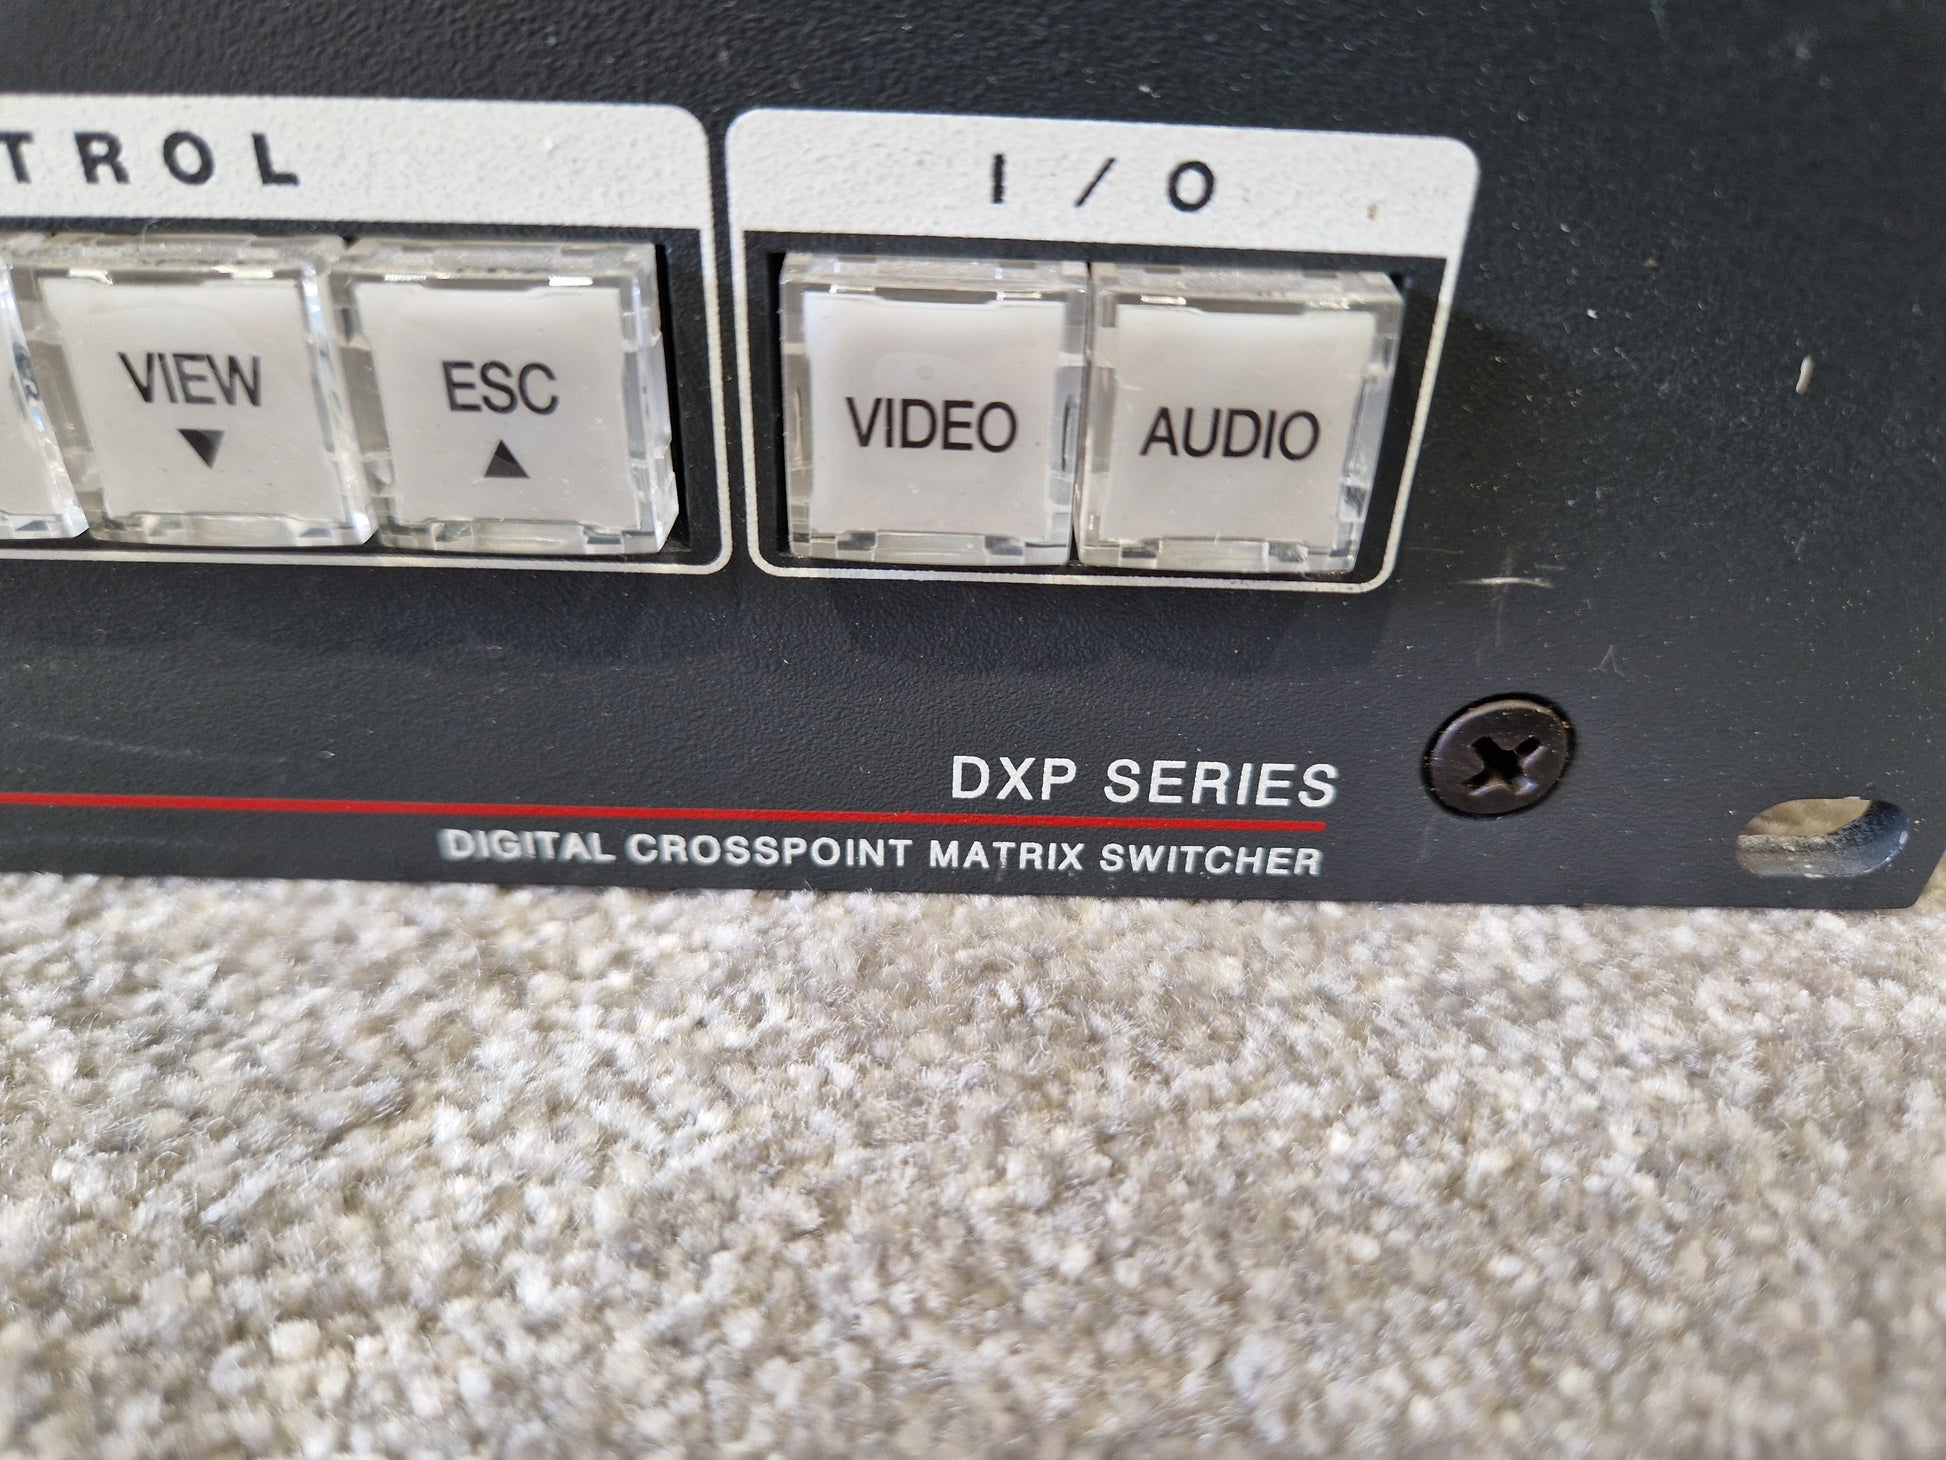 TROL
I / O
VIEW
▼
ESC
▲
VIDEO
AUDIO
DXP SERIES
DIGITAL CROSSPOINT MATRIX SWITCHER